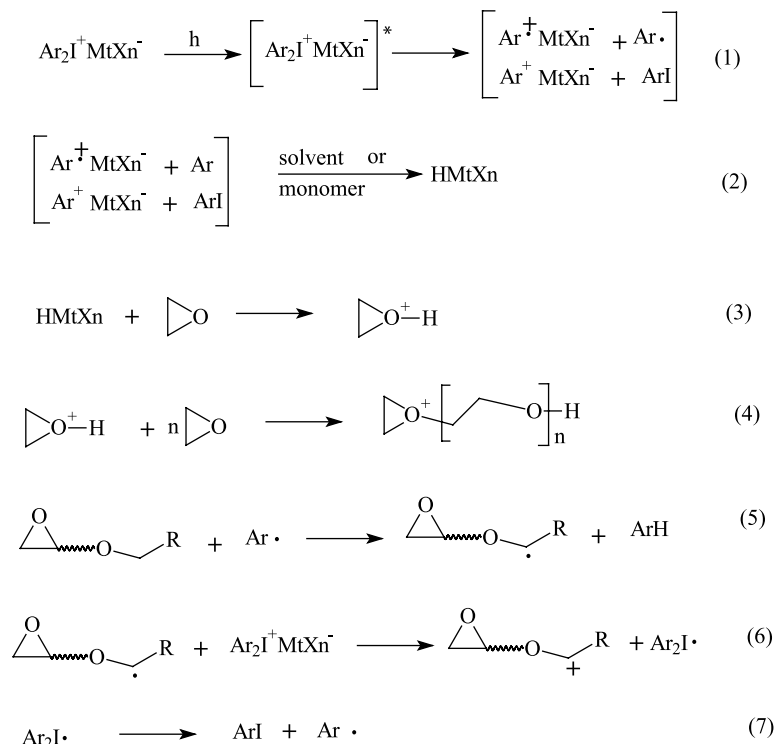 Ar₂I⁺MtXn⁻ h [Ar₂I⁺MtXn⁻]* [Ar·⁺MtXn⁻ + Ar·
Ar⁺ MtXn⁻ + ArI] (1)
[Ar·⁺MtXn⁻ + Ar solvent or
Ar⁺ MtXn⁻ + ArI] monomer HMtXn (2)
HMtXn + O O⁺—H (3)
O⁺—H + n O O⁺ [O]n H (4)
O O R + Ar· O O · R + ArH (5)
O O · R + Ar₂I⁺MtXn⁻ O O + R + Ar₂I· (6)
Ar₂I· ArI + Ar · (7)